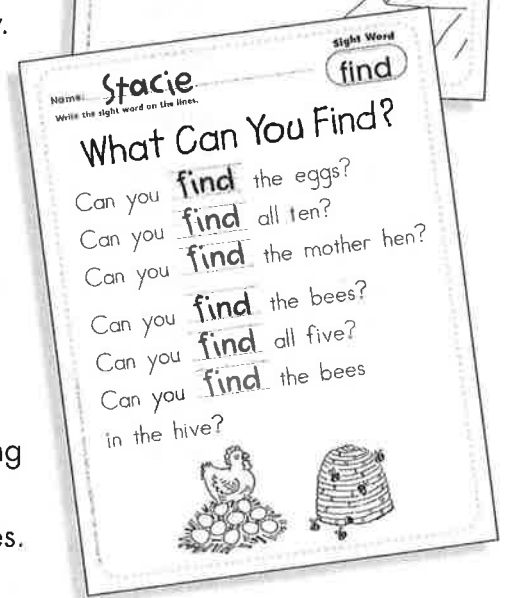 Sight Word
find
Name: Stacie
Write the sight word on the lines.
What Can You Find?
Can you find the eggs?
Can you find all ten?
Can you find the mother hen?
Can you find the bees?
Can you find all five?
Can you find the bees
in the hive?